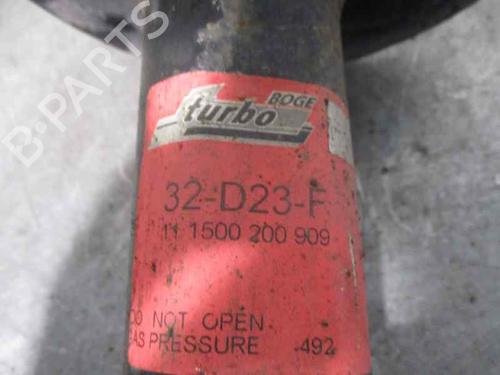 B-PARTS
BOGE
turbo
32-D23-F
11 1500 200 909
DO NOT OPEN
GAS PRESSURE 492